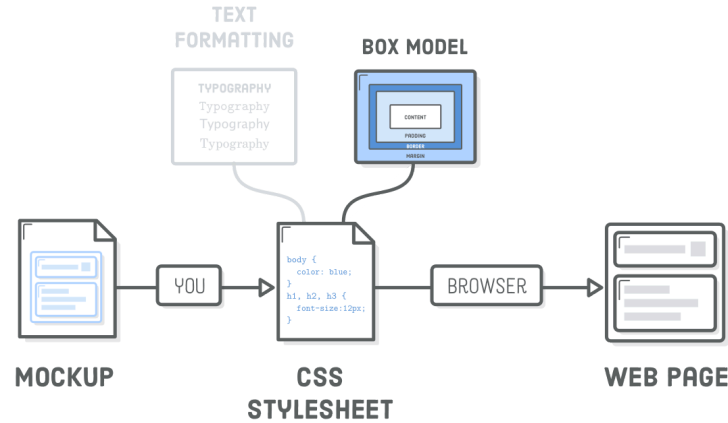 TEXT
FORMATTING
BOX MODEL
TYPOGRAPHY
Typography
Typography
Typography
CONTENT
PADDING
BORDER
MARGIN
body {
  color: blue;
}
h1, h2, h3 {
  font-size:12px;
}
YOU
BROWSER
MOCKUP
CSS
STYLESHEET
WEB PAGE